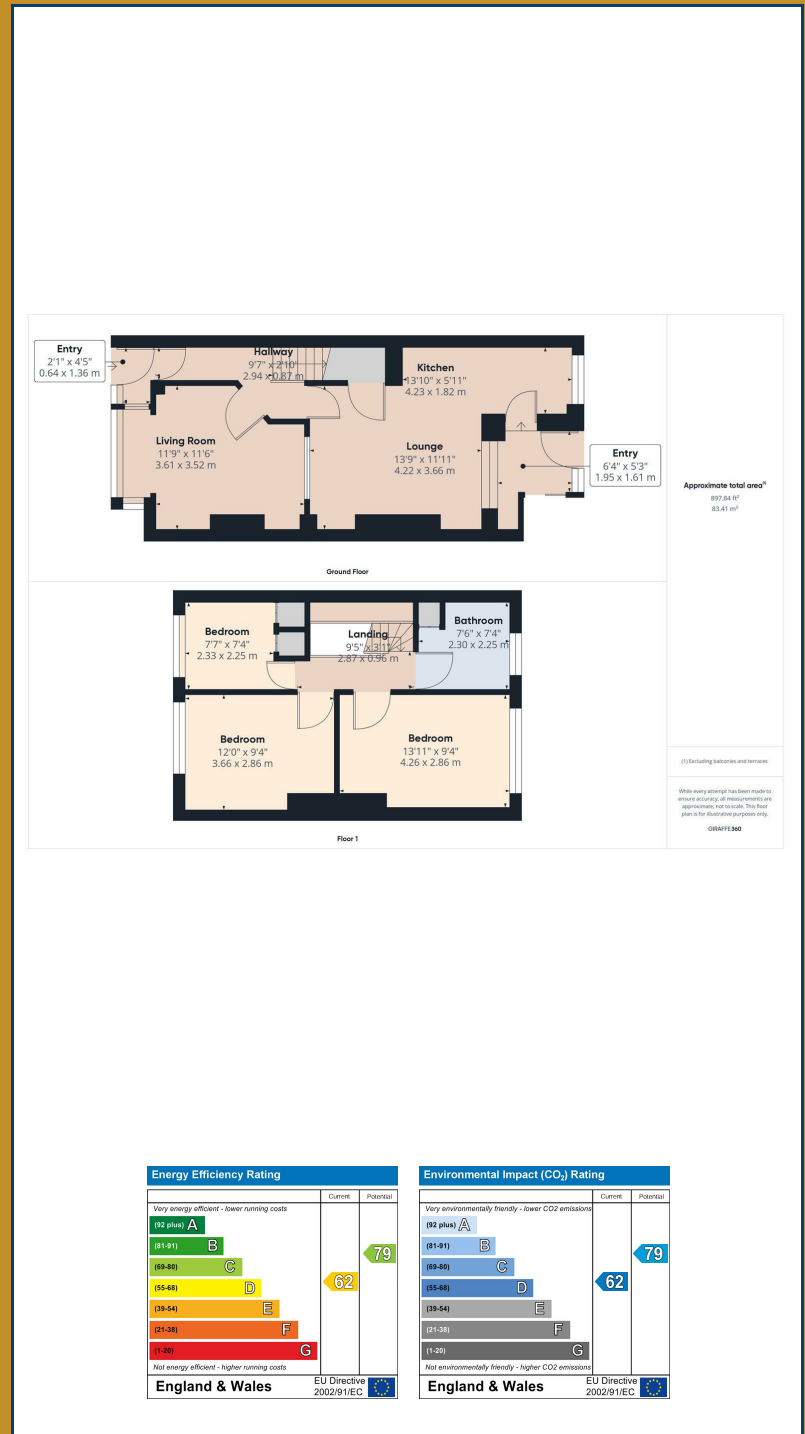 Entry
2'1" x 4'5"
0.64 x 1.36 m
Hallway
9'7" x 2'10"
2.94 x 0.87 m
Kitchen
13'10" x 5'11"
4.23 x 1.82 m
Living Room
11'9" x 11'6"
3.61 x 3.52 m
Lounge
13'9" x 11'11"
4.22 x 3.66 m
Entry
6'4" x 5'3"
1.95 x 1.61 m
Ground Floor
Approximate total area(1)
897.84 ft²
83.41 m²
Bedroom
7'7" x 7'4"
2.33 x 2.25 m
Landing
9'5" x 3'1"
2.87 x 0.96 m
Bathroom
7'6" x 7'4"
2.30 x 2.25 m
Bedroom
12'0" x 9'4"
3.66 x 2.86 m
Bedroom
13'11" x 9'4"
4.26 x 2.86 m
Floor 1
(1) Excluding balconies and terraces
While every attempt has been made to
ensure accuracy, all measurements are
approximate, not to scale. This floor
plan is for illustrative purposes only.
GIRAFFE360
Energy Efficiency Rating
Current Potential
Very energy efficient - lower running costs
(92 plus) A
(81-91) B
(69-80) C
(55-68) D
(39-54) E
(21-38) F
(1-20) G
62
79
Not energy efficient - higher running costs
England & Wales
EU Directive
2002/91/EC
Environmental Impact (CO₂) Rating
Current Potential
Very environmentally friendly - lower CO2 emissions
(92 plus) A
(81-91) B
(69-80) C
(55-68) D
(39-54) E
(21-38) F
(1-20) G
62
79
Not environmentally friendly - higher CO2 emissions
England & Wales
EU Directive
2002/91/EC